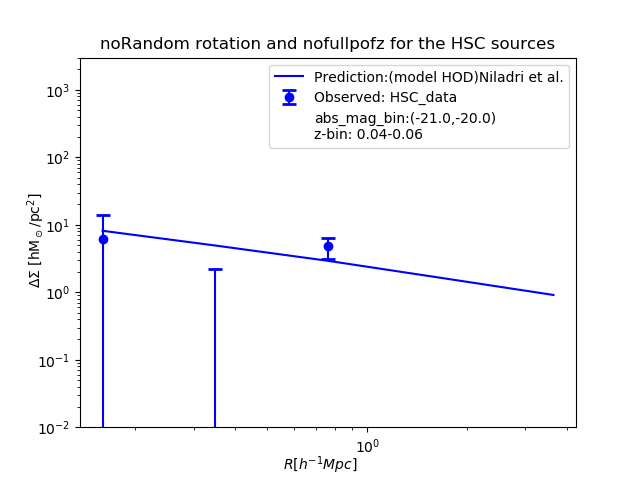 noRandom rotation and nofullpofz for the HSC sources
Prediction:(model HOD)Niladri et al.
Observed: HSC_data
abs_mag_bin:(-21.0,-20.0)
z-bin: 0.04-0.06
10³
10²
10¹
10⁰
10⁻¹
10⁻²
ΔΣ [hM⊙/pc²]
10⁰
R[h⁻¹Mpc]